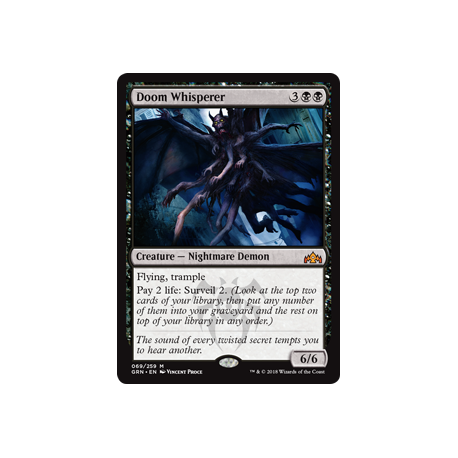 Doom Whisperer 3
Creature — Nightmare Demon
Flying, trample
Pay 2 life: Surveil 2. (Look at the top two
cards of your library, then put any number
of them into your graveyard and the rest on
top of your library in any order.)
The sound of every twisted secret tempts you
to hear another.
6/6
069/259 M
GRN • EN VINCENT PROCE
™ & © 2018 Wizards of the Coast